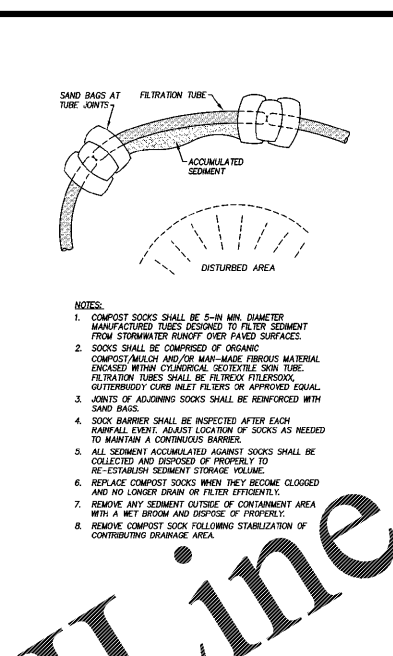 SAND BAGS AT
TUBE JOINTS
FILTRATION TUBE
ACCUMULATED
SEDIMENT
DISTURBED AREA
NOTES:
1. COMPOST SOCKS SHALL BE 5-IN MIN. DIAMETER
MANUFACTURED TUBES DESIGNED TO FILTER SEDIMENT
FROM STORMWATER RUNOFF OVER PAVED SURFACES.
2. SOCKS SHALL BE COMPRISED OF ORGANIC
COMPOST/MULCH AND/OR MAN-MADE FIBROUS MATERIAL
ENCASED WITHIN CYLINDRICAL GEOTEXTILE SKIN TUBE.
FILTRATION TUBES SHALL BE FILTREXX FITLERSOXX,
GUTTERBUDDY CURB INLET FILTERS OR APPROVED EQUAL.
3. JOINTS OF ADJOINING SOCKS SHALL BE REINFORCED WITH
SAND BAGS.
4. SOCK BARRIER SHALL BE INSPECTED AFTER EACH
RAINFALL EVENT. ADJUST LOCATION OF SOCKS AS NEEDED
TO MAINTAIN A CONTINUOUS BARRIER.
5. ALL SEDIMENT ACCUMULATED AGAINST SOCKS SHALL BE
COLLECTED AND DISPOSED OF PROPERLY TO
RE-ESTABLISH SEDIMENT STORAGE VOLUME.
6. REPLACE COMPOST SOCKS WHEN THEY BECOME CLOGGED
AND NO LONGER DRAIN OR FILTER EFFICIENTLY.
7. REMOVE ANY SEDIMENT OUTSIDE OF CONTAINMENT AREA
WITH A WET BROOM AND DISPOSE OF PROPERLY.
8. REMOVE COMPOST SOCK FOLLOWING STABILIZATION OF
CONTRIBUTING DRAINAGE AREA.
Line